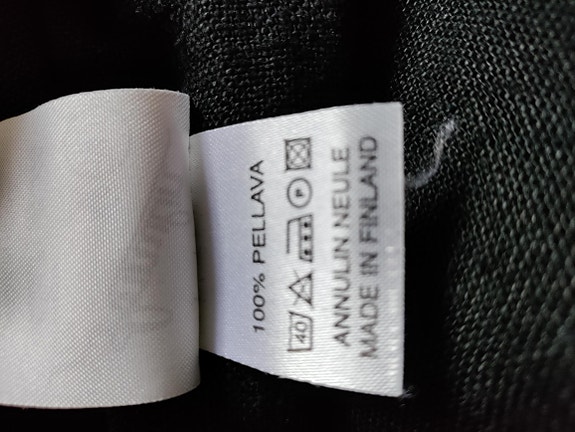 100% PELLAVA
40 P
ANNULIN NEULE
MADE IN FINLAND